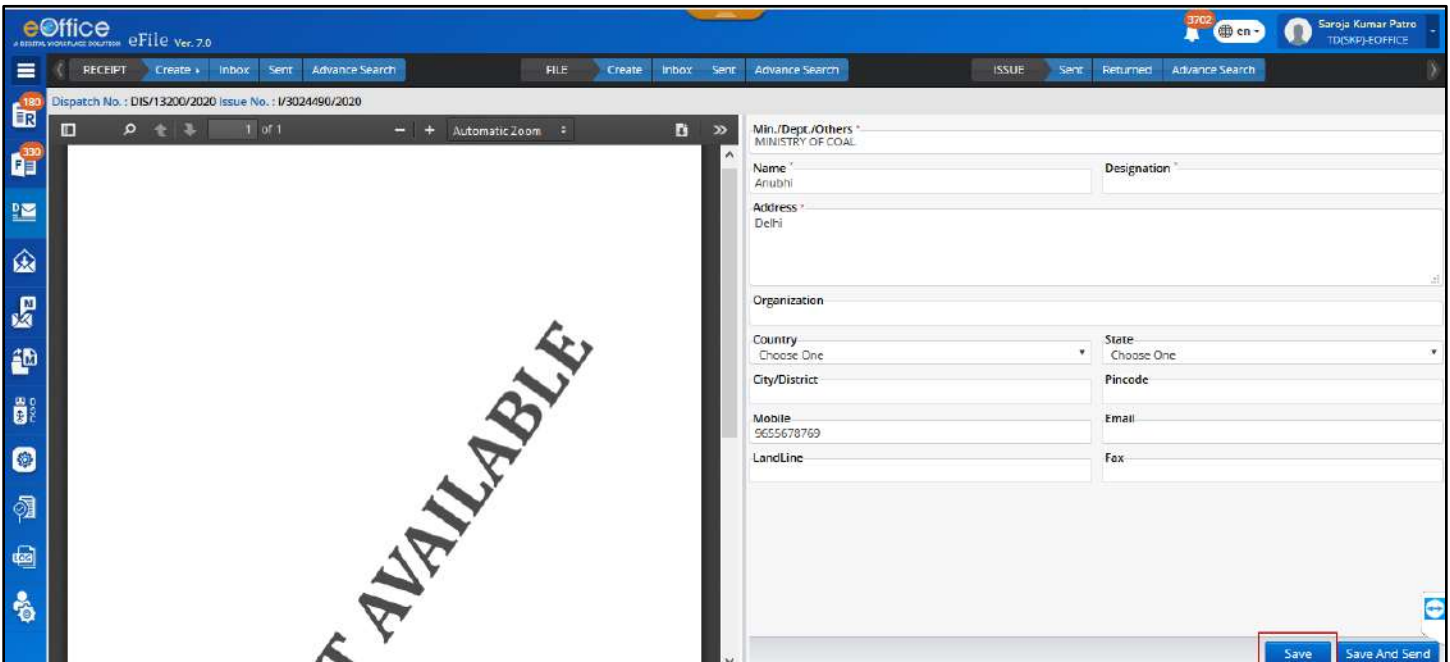 eOffice
A DIGITAL WORKPLACE SOLUTION eFile Ver. 7.0
3702
en
Saroja Kumar Patro
TD(SKP)-EOFFICE
RECEIPT Create Inbox Sent Advance Search FILE Create Inbox Sent Advance Search ISSUE Sent Returned Advance Search
180
R
Dispatch No. : DIS/13200/2020 Issue No. : I/3024490/2020
1 of 1 − + Automatic Zoom
330
F
D
N
M
DSC
LOG
T AVAILABLE
Min./Dept./Others *
MINISTRY OF COAL
Name * Designation *
Anubhi
Address *
Delhi
Organization
Country State
Choose One Choose One
City/District Pincode
Mobile Email
9655678769
LandLine Fax
Save Save And Send